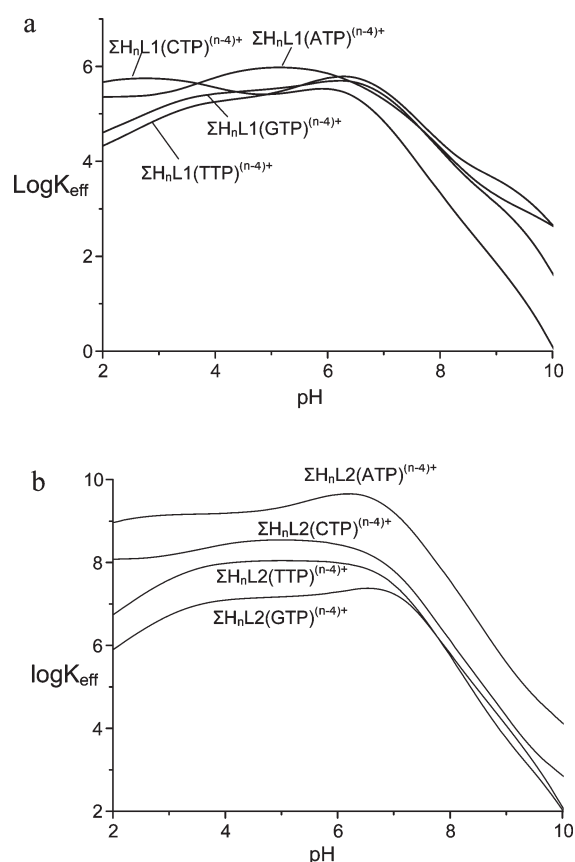 a
ΣHₙL1(CTP)⁽ⁿ⁻⁴⁾⁺
ΣHₙL1(ATP)⁽ⁿ⁻⁴⁾⁺
6
ΣHₙL1(GTP)⁽ⁿ⁻⁴⁾⁺
4
ΣHₙL1(TTP)⁽ⁿ⁻⁴⁾⁺
LogKeff
2
0
2 4 6 8 10
pH
b
10
ΣHₙL2(ATP)⁽ⁿ⁻⁴⁾⁺
ΣHₙL2(CTP)⁽ⁿ⁻⁴⁾⁺
8
ΣHₙL2(TTP)⁽ⁿ⁻⁴⁾⁺
ΣHₙL2(GTP)⁽ⁿ⁻⁴⁾⁺
6
logKeff
4
2
2 4 6 8 10
pH